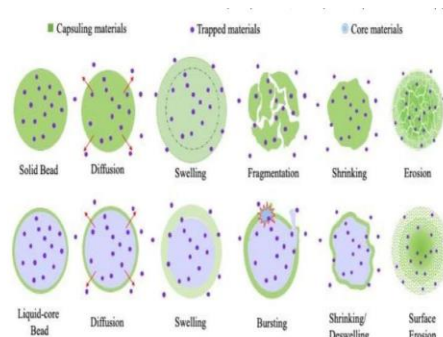 Capsuling materials Trapped materials Core materials
Solid Bead Diffusion Swelling Fragmentation Shrinking Erosion
Liquid-core Bead Diffusion Swelling Bursting Shrinking/ Deswelling Surface Erosion